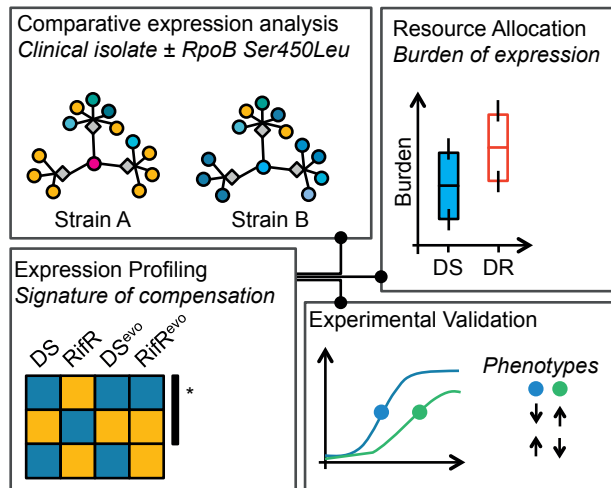 Comparative expression analysis
Clinical isolate ± RpoB Ser450Leu
Strain A
Strain B
Resource Allocation
Burden of expression
Burden
DS
DR
Expression Profiling
Signature of compensation
DS
RifR
DSevo
RifRevo
*
Experimental Validation
Phenotypes